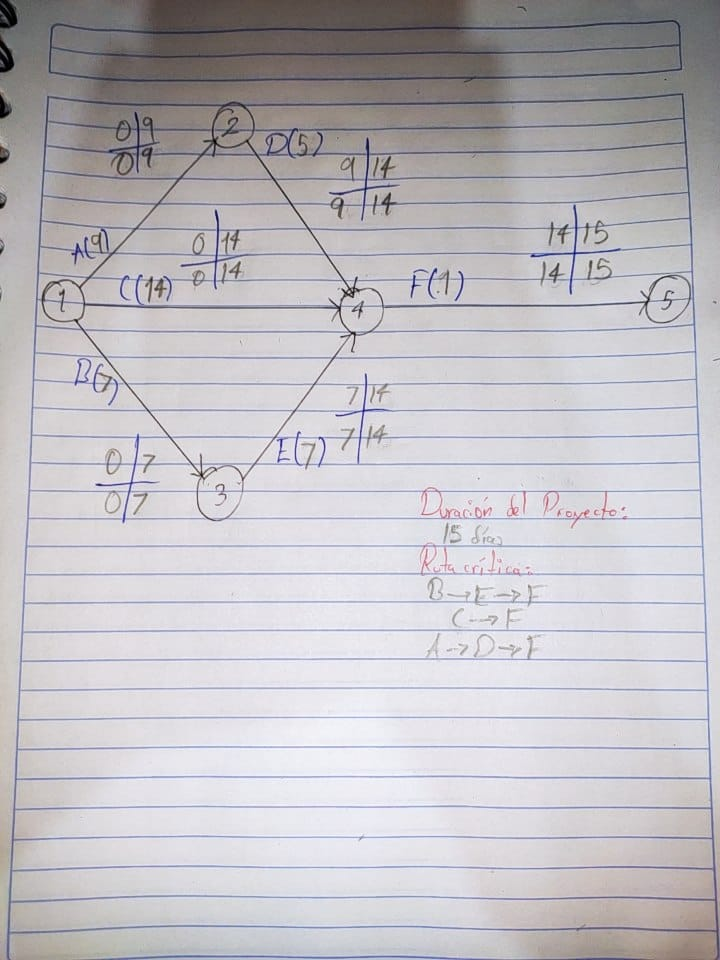 0 | 9
0 | 9
2
D(5)
9 | 14
9 | 14
A(9)
0 | 14
0 | 14
14 | 15
14 | 15
1
C(14)
4
F(1)
5
B(7)
7 | 14
7 | 14
E(7)
0 | 7
0 | 7
3
Duración del Proyecto:
15 días
Ruta crítica:
B→E→F
C→F
A→D→F